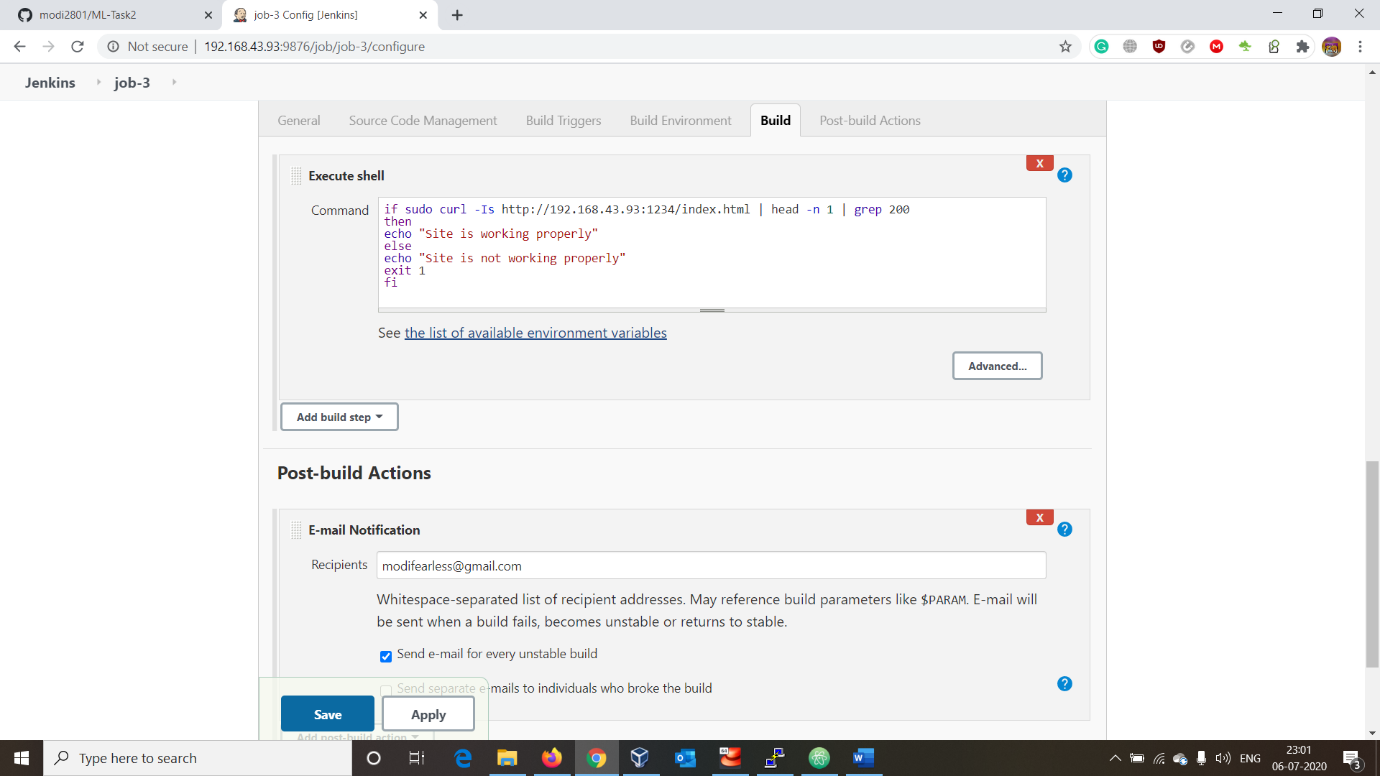 modi2801/ML-Task2
job-3 Config [Jenkins]
Not secure | 192.168.43.93:9876/job/job-3/configure
Jenkins job-3
General Source Code Management Build Triggers Build Environment Build Post-build Actions
X
Execute shell
Command
if sudo curl -Is http://192.168.43.93:1234/index.html | head -n 1 | grep 200
then
echo "Site is working properly"
else
echo "Site is not working properly"
exit 1
fi
See the list of available environment variables
Advanced...
Add build step
Post-build Actions
X
E-mail Notification
Recipients modifearless@gmail.com
Whitespace-separated list of recipient addresses. May reference build parameters like $PARAM. E-mail will
be sent when a build fails, becomes unstable or returns to stable.
Send e-mail for every unstable build
Send separate e-mails to individuals who broke the build
Save Apply
Add post-build action
Type here to search
ENG
23:01
06-07-2020
3